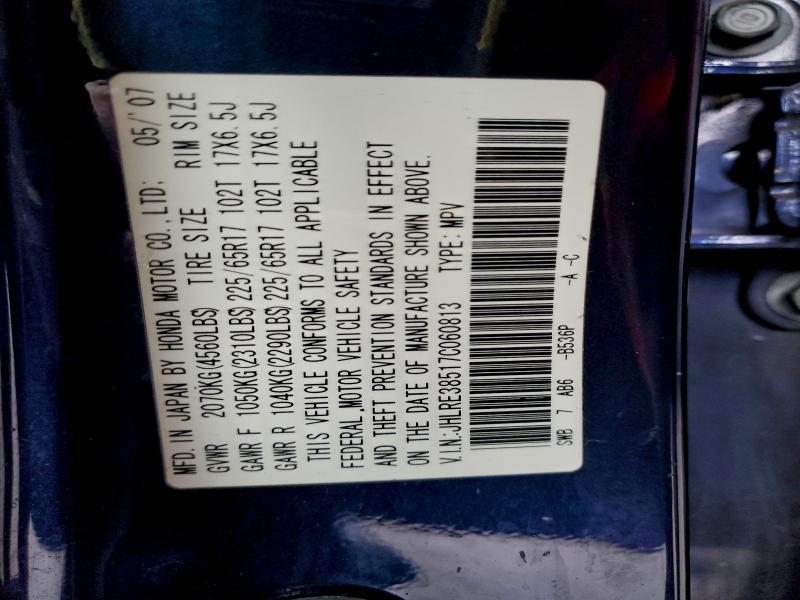 MFD. IN JAPAN BY HONDA MOTOR CO., LTD: 05/'07
GVWR 2070KG(4560LBS) TIRE SIZE RIM SIZE
GAWR F 1050KG(2310LBS) 225/65R17 102T 17X6.5J
GAWR R 1040KG(2290LBS) 225/65R17 102T 17X6.5J
THIS VEHICLE CONFORMS TO ALL APPLICABLE
FEDERAL,MOTOR VEHICLE SAFETY
AND THEFT PREVENTION STANDARDS IN EFFECT
ON THE DATE OF MANUFACTURE SHOWN ABOVE.
V.I.N:JHLRE38517C060813 TYPE:MPV
SWB 7 AB6 -B536P -A -C